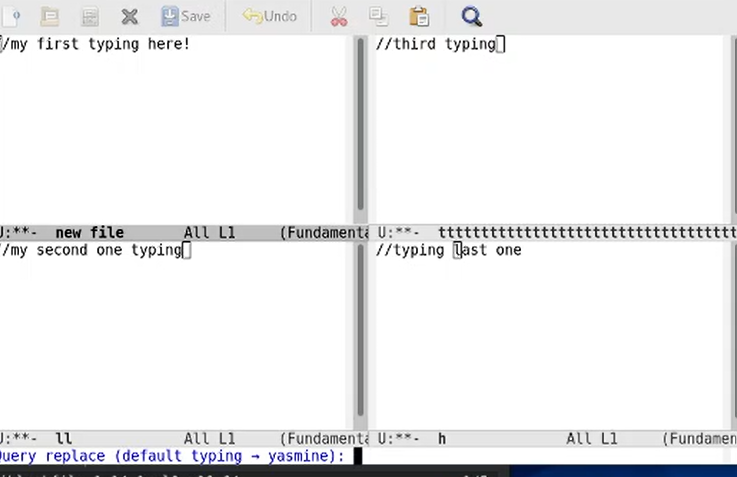 Save Undo
/my first typing here!
U:**- new file All L1 (Fundamenta
//third typing
U:**- tttttttttttttttttttttttttttttttttt
/my second one typing
U:**- ll All L1 (Fundamenta
//typing last one
U:**- h All L1 (Fundamen
Query replace (default typing → yasmine):